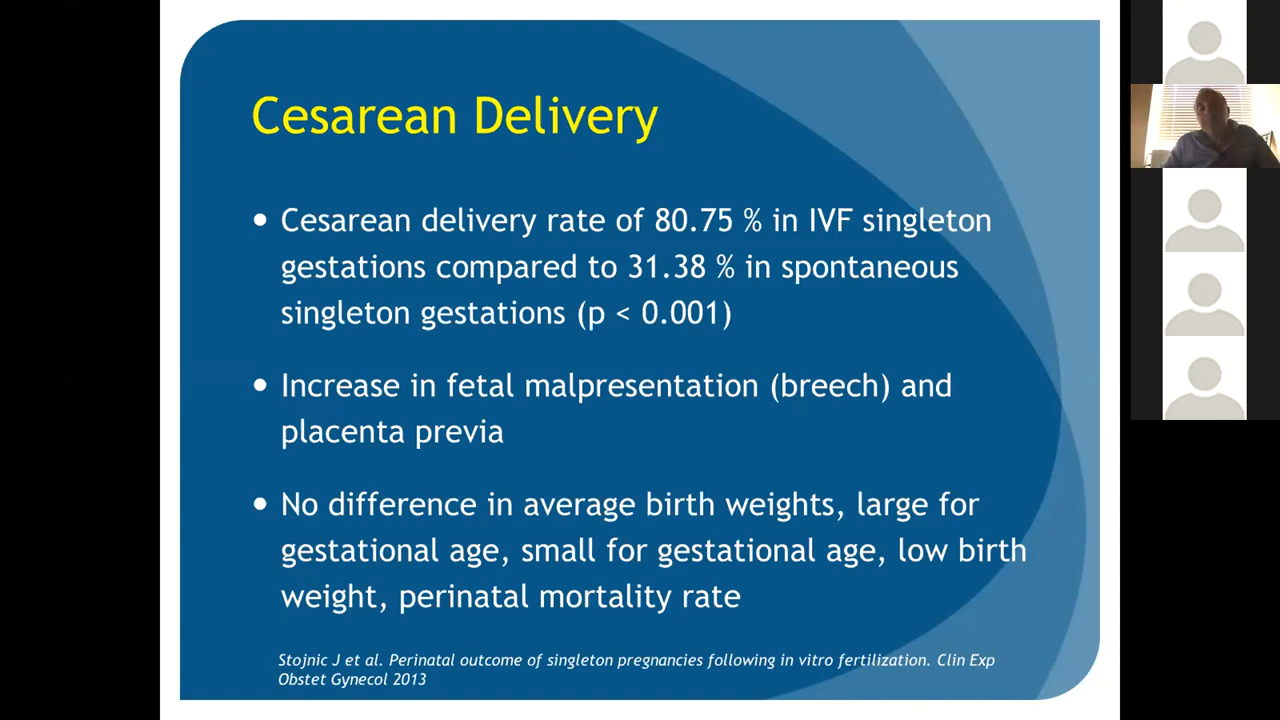 Cesarean Delivery
• Cesarean delivery rate of 80.75 % in IVF singleton
gestations compared to 31.38 % in spontaneous
singleton gestations (p < 0.001)
• Increase in fetal malpresentation (breech) and
placenta previa
• No difference in average birth weights, large for
gestational age, small for gestational age, low birth
weight, perinatal mortality rate
Stojnic J et al. Perinatal outcome of singleton pregnancies following in vitro fertilization. Clin Exp
Obstet Gynecol 2013